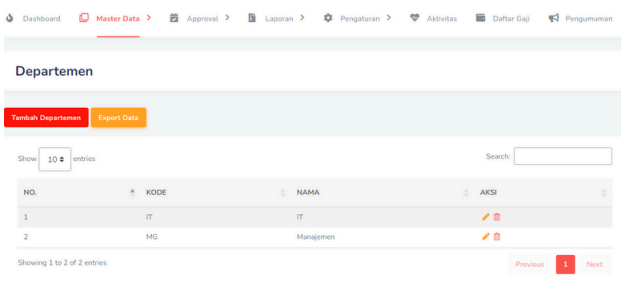 Dashboard Master Data Approval Laporan Pengaturan Aktivitas Daftar Gaji Pengumuman
Departemen
Tambah Departemen Export Data
Show 10 entries Search:
NO. KODE NAMA AKSI
1 IT IT
2 MG Manajemen
Showing 1 to 2 of 2 entries Previous 1 Next